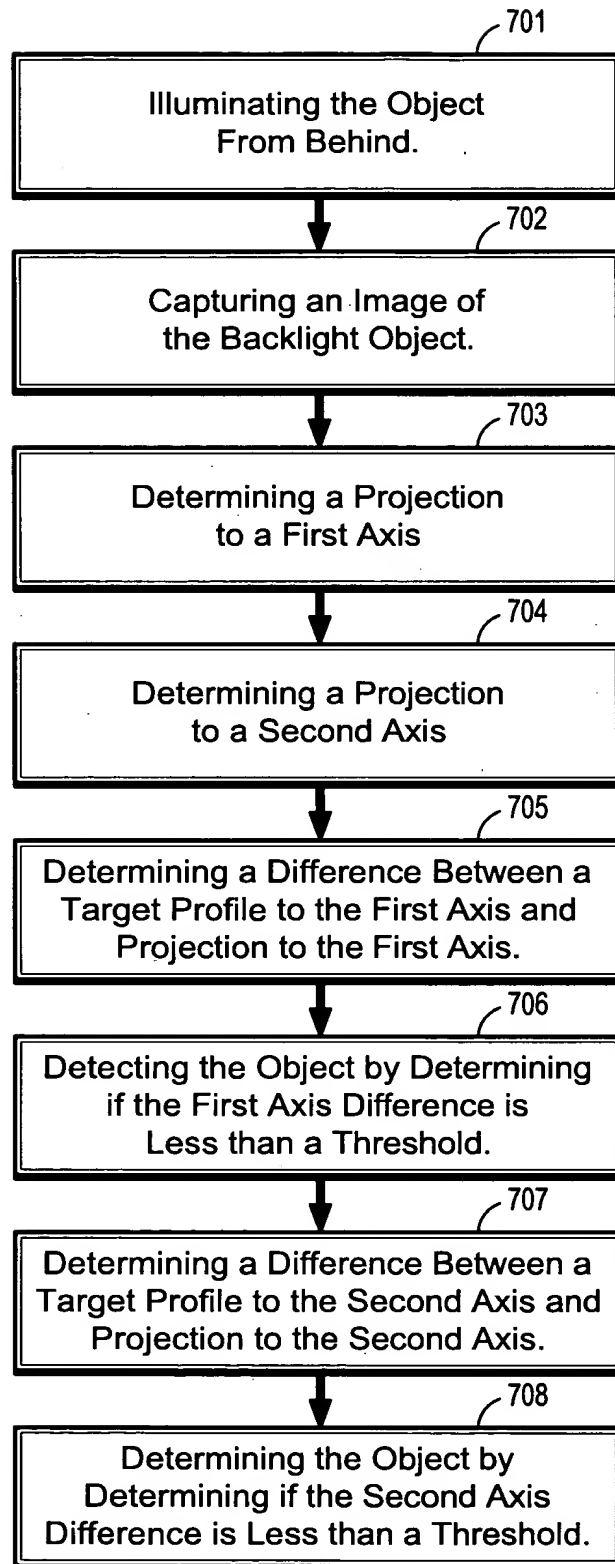 701
Illuminating the Object
From Behind.
702
Capturing an Image of
the Backlight Object.
703
Determining a Projection
to a First Axis
704
Determining a Projection
to a Second Axis
705
Determining a Difference Between a
Target Profile to the First Axis and
Projection to the First Axis.
706
Detecting the Object by Determining
if the First Axis Difference is
Less than a Threshold.
707
Determining a Difference Between a
Target Profile to the Second Axis and
Projection to the Second Axis.
708
Determining the Object by
Determining if the Second Axis
Difference is Less than a Threshold.